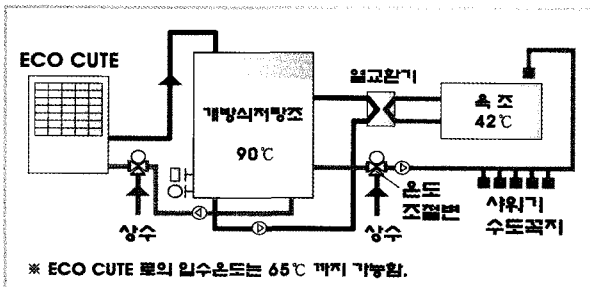 ECO CUTE
개방식저탕조
90℃
열교환기
욕 조
42℃
온도
조절변
상수
상수
샤워기
수도꼭지
※ ECO CUTE 로의 입수온도는 65℃ 까지 가능함.